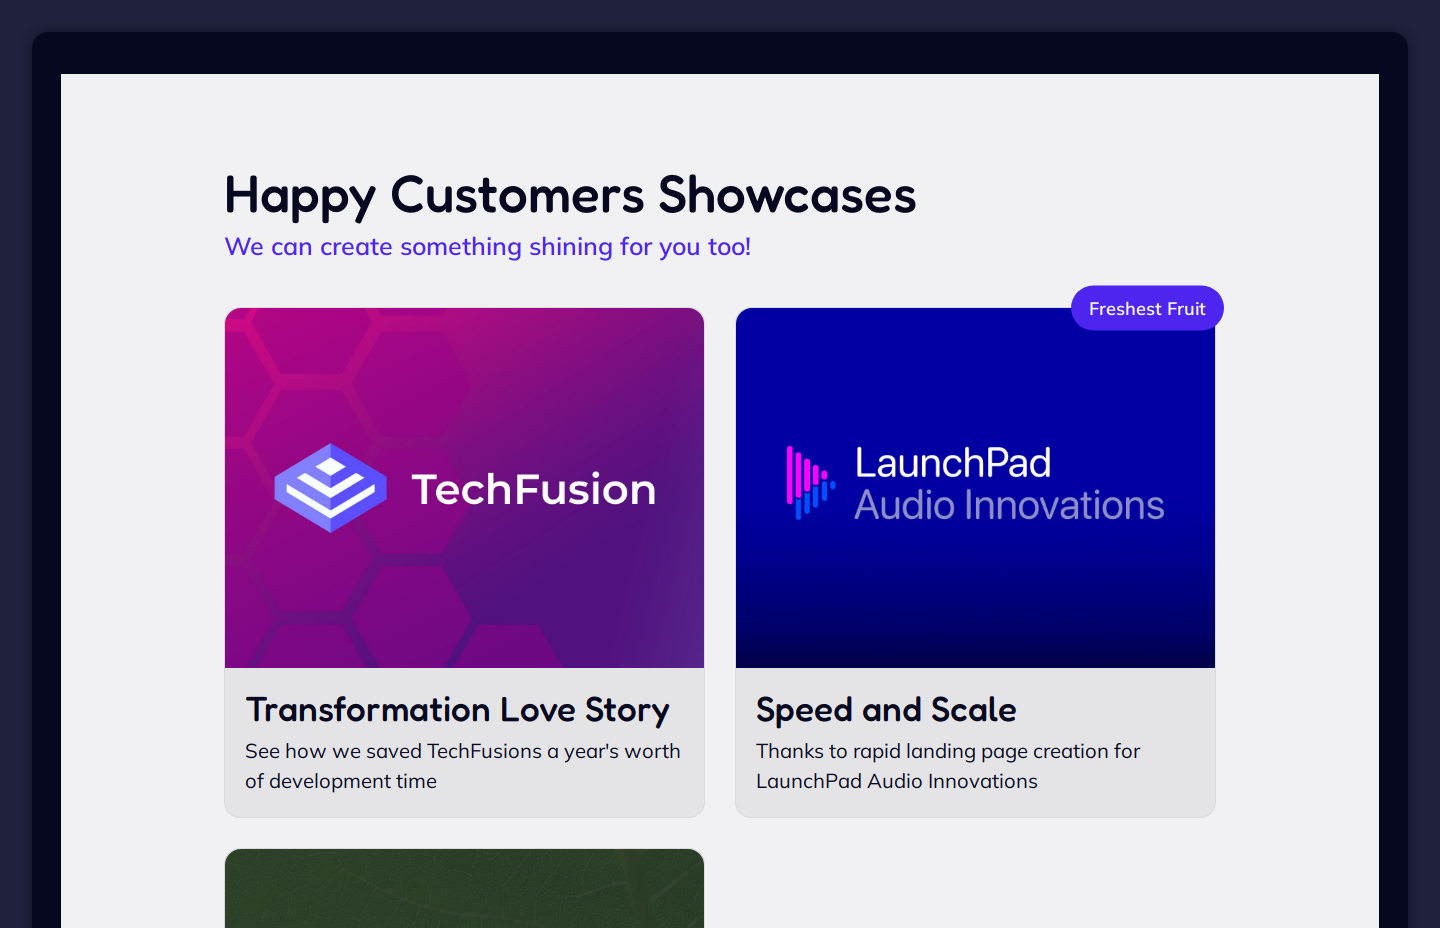 Happy Customers Showcases
We can create something shining for you too!
Freshest Fruit
TechFusion
LaunchPad
Audio Innovations
Transformation Love Story
See how we saved TechFusions a year's worth
of development time
Speed and Scale
Thanks to rapid landing page creation for
LaunchPad Audio Innovations